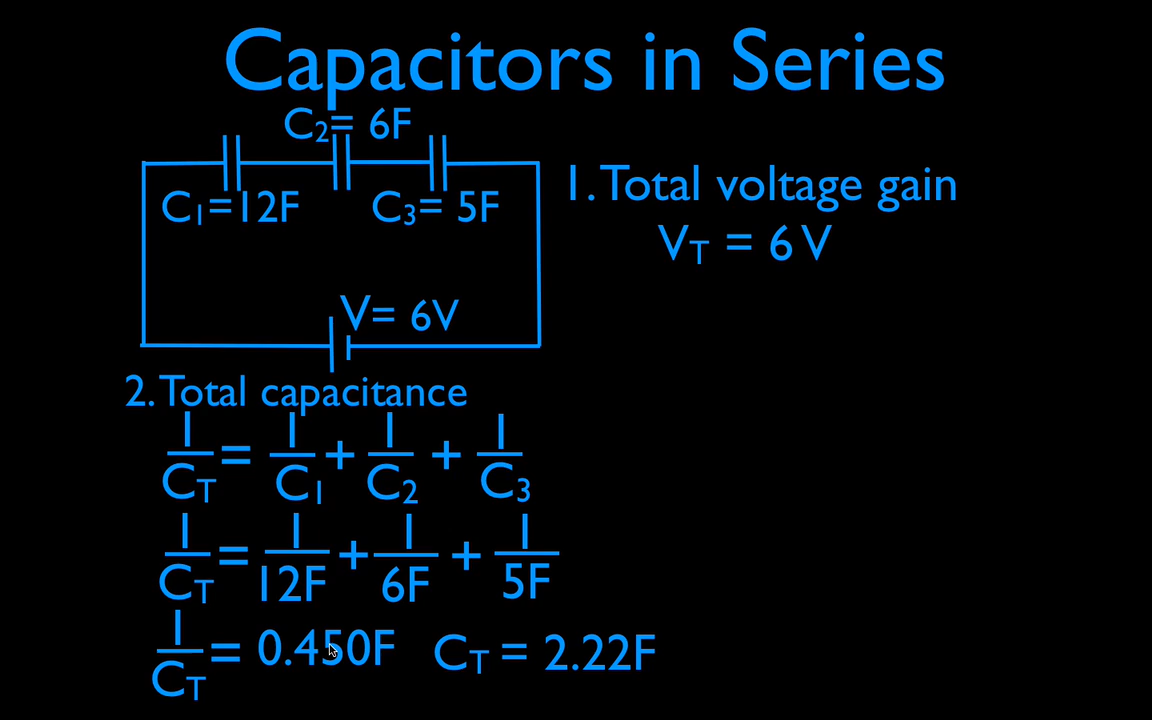 Capacitors in Series
C₂= 6F
C₁=12F
C₃= 5F
V= 6V
1. Total voltage gain
V_T = 6 V
2. Total capacitance
1/C_T = 1/C₁ + 1/C₂ + 1/C₃
1/C_T = 1/12F + 1/6F + 1/5F
1/C_T = 0.450F C_T = 2.22F